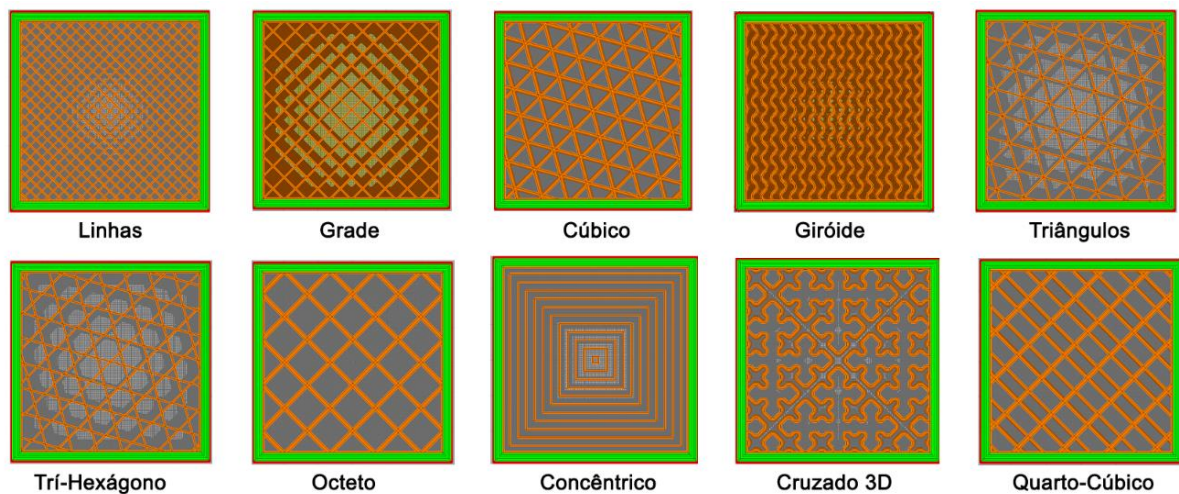 Linhas
Grade
Cúbico
Giróide
Triângulos
Trí-Hexágono
Octeto
Concêntrico
Cruzado 3D
Quarto-Cúbico